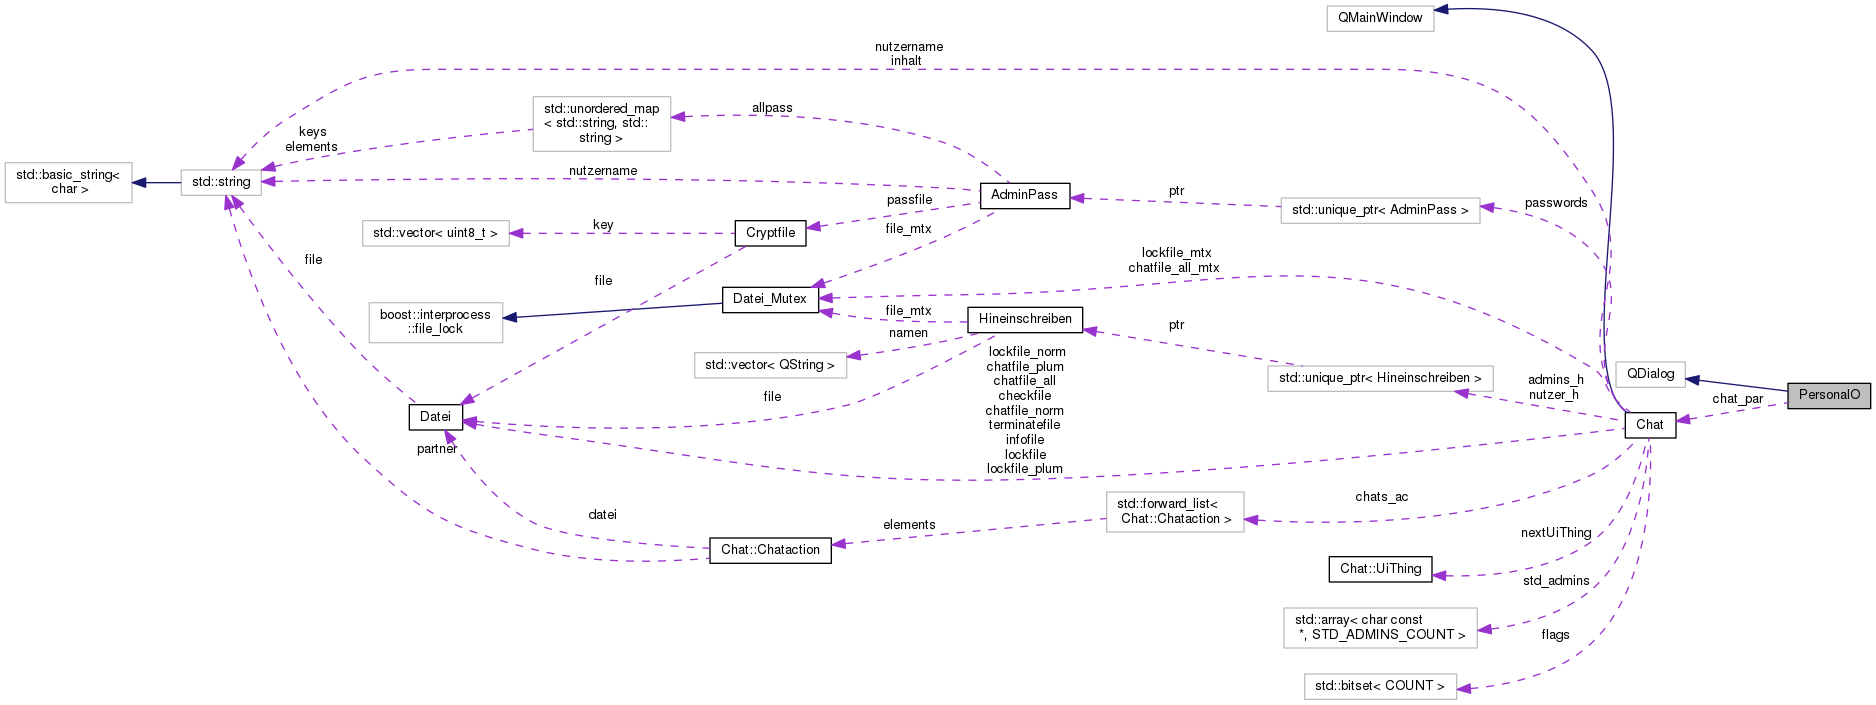 QMainWindow
nutzername
inhalt
std::unordered_map
< std::string, std::
string >
allpass
keys
elements
std::basic_string<
char >
std::string
nutzername
AdminPass
ptr
std::unique_ptr< AdminPass >
passwords
passfile
std::vector< uint8_t >
key
Cryptfile
file_mtx
file
file
lockfile_mtx
chatfile_all_mtx
Datei_Mutex
boost::interprocess
::file_lock
file_mtx
Hineinschreiben
ptr
namen
std::vector< QString >
lockfile_norm
chatfile_plum
chatfile_all
checkfile
chatfile_norm
terminatefile
infofile
lockfile
lockfile_plum
std::unique_ptr< Hineinschreiben >
admins_h
nutzer_h
QDialog
PersonalO
chat_par
file
Datei
Chat
partner
chats_ac
std::forward_list<
Chat::Chataction >
datei
elements
Chat::Chataction
nextUiThing
Chat::UiThing
std_admins
std::array< char const
*, STD_ADMINS_COUNT >
flags
std::bitset< COUNT >